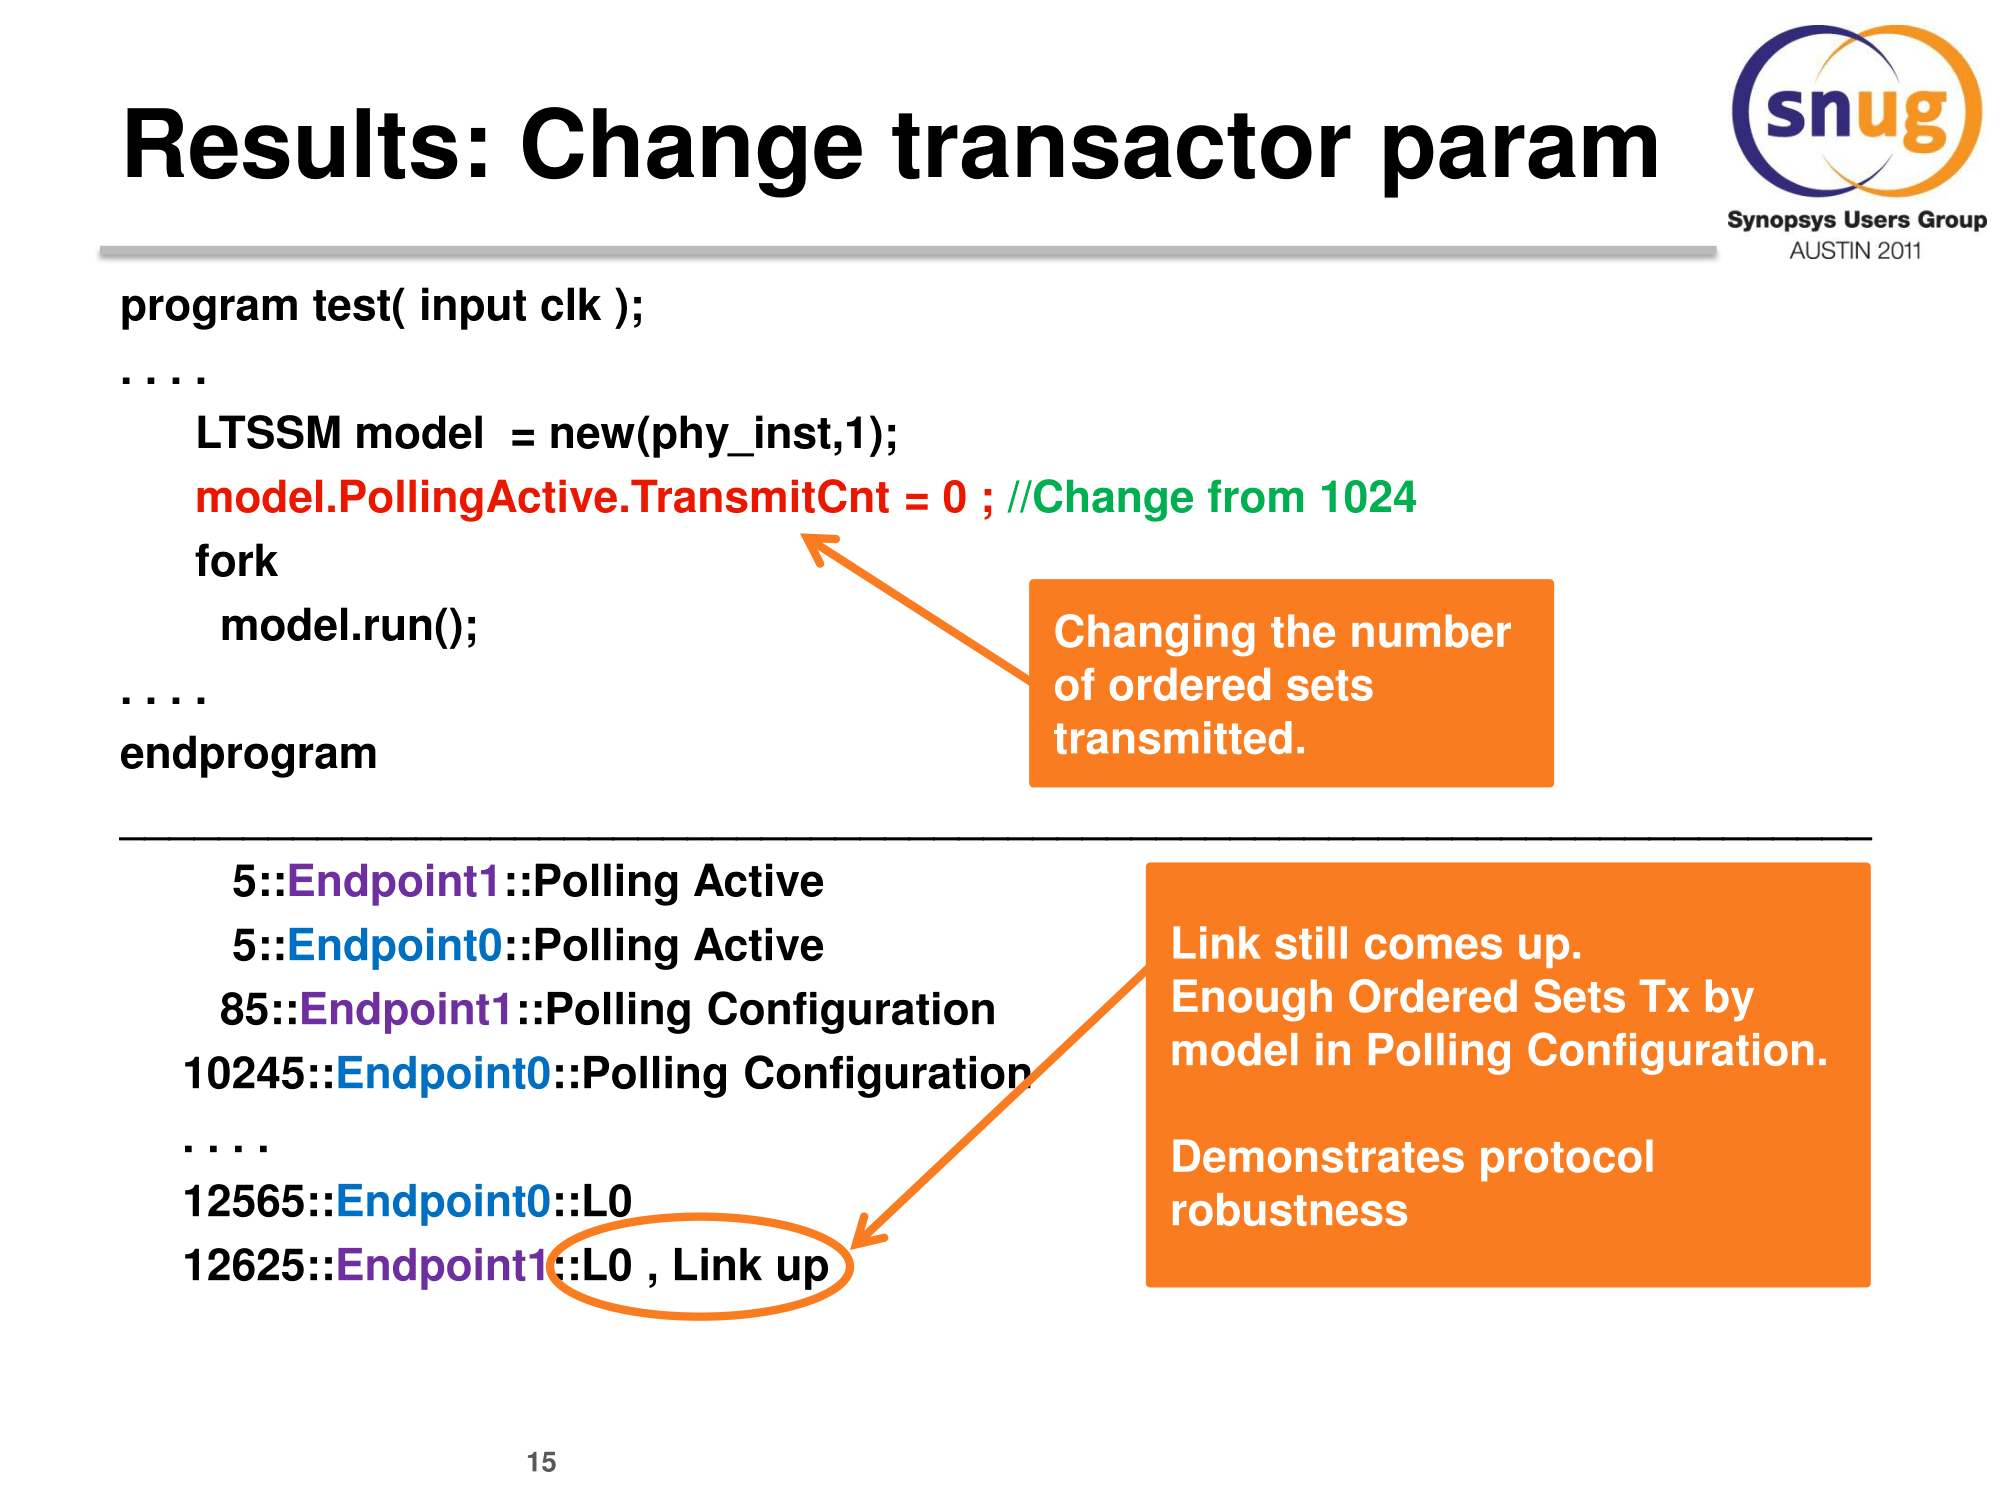 Results: Change transactor param
snug
Synopsys Users Group
AUSTIN 2011
program test( input clk );
. . . .
LTSSM model  = new(phy_inst,1);
model.PollingActive.TransmitCnt = 0 ; //Change from 1024
fork
model.run();
. . . .
endprogram
Changing the number
of ordered sets
transmitted.
5::Endpoint1::Polling Active
5::Endpoint0::Polling Active
85::Endpoint1::Polling Configuration
10245::Endpoint0::Polling Configuration
. . . .
12565::Endpoint0::L0
12625::Endpoint1::L0 , Link up
Link still comes up.
Enough Ordered Sets Tx by
model in Polling Configuration.
Demonstrates protocol
robustness
15